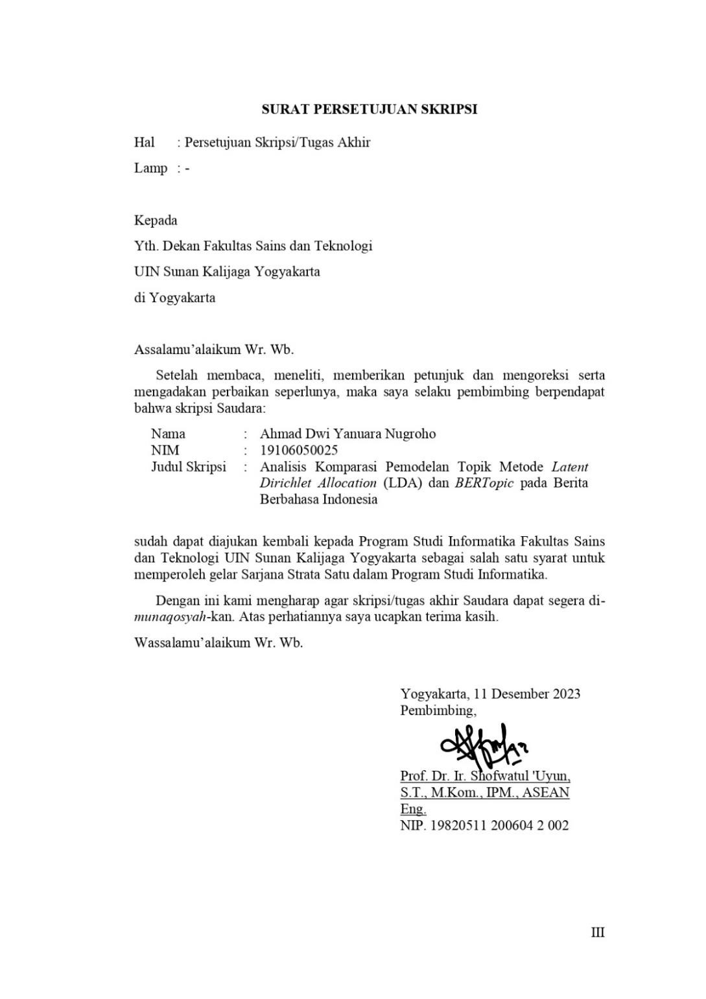 SURAT PERSETUJUAN SKRIPSI
Hal : Persetujuan Skripsi/Tugas Akhir
Lamp : -
Kepada
Yth. Dekan Fakultas Sains dan Teknologi
UIN Sunan Kalijaga Yogyakarta
di Yogyakarta
Assalamu’alaikum Wr. Wb.
Setelah membaca, meneliti, memberikan petunjuk dan mengoreksi serta
mengadakan perbaikan seperlunya, maka saya selaku pembimbing berpendapat
bahwa skripsi Saudara:
Nama : Ahmad Dwi Yanuara Nugroho
NIM : 19106050025
Judul Skripsi : Analisis Komparasi Pemodelan Topik Metode Latent
Dirichlet Allocation (LDA) dan BERTopic pada Berita
Berbahasa Indonesia
sudah dapat diajukan kembali kepada Program Studi Informatika Fakultas Sains
dan Teknologi UIN Sunan Kalijaga Yogyakarta sebagai salah satu syarat untuk
memperoleh gelar Sarjana Strata Satu dalam Program Studi Informatika.
Dengan ini kami mengharap agar skripsi/tugas akhir Saudara dapat segera di-
munaqosyah-kan. Atas perhatiannya saya ucapkan terima kasih.
Wassalamu’alaikum Wr. Wb.
Yogyakarta, 11 Desember 2023
Pembimbing,
Prof. Dr. Ir. Shofwatul 'Uyun,
S.T., M.Kom., IPM., ASEAN
Eng.
NIP. 19820511 200604 2 002
III